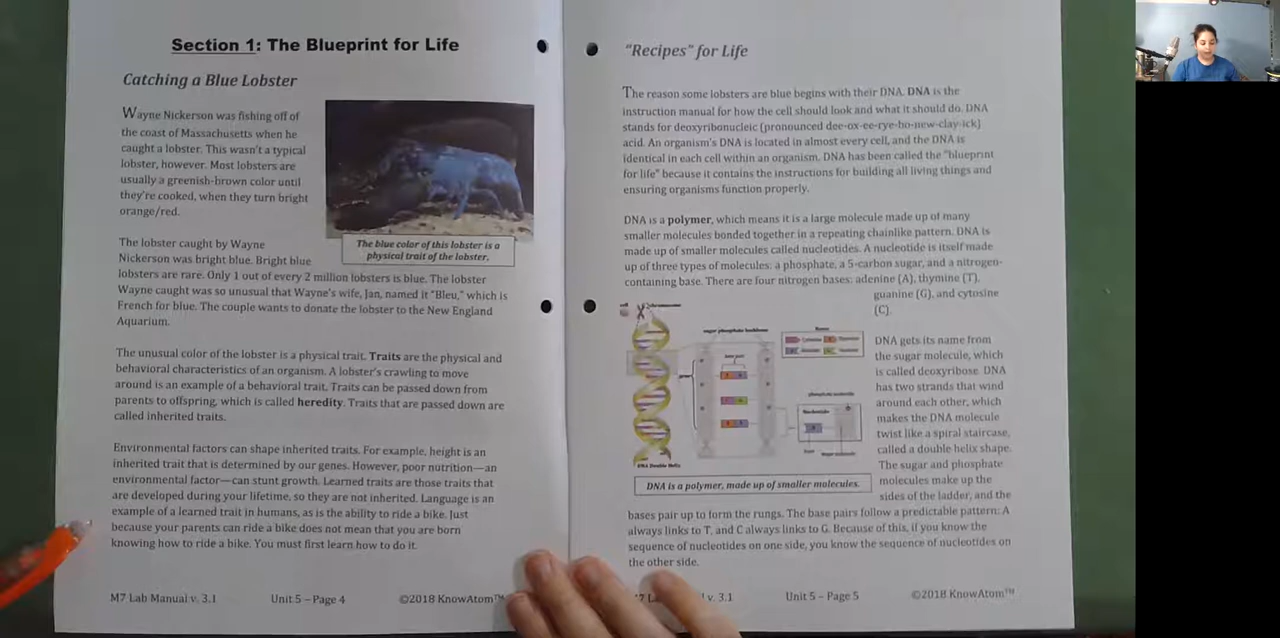 Section 1: The Blueprint for Life
Catching a Blue Lobster
Wayne Nickerson was fishing off of
the coast of Massachusetts when he
caught a lobster. This wasn't a typical
lobster, however. Most lobsters are
usually a greenish-brown color until
they're cooked, when they turn bright
orange/red.
The blue color of this lobster is a
physical trait of the lobster.
The lobster caught by Wayne
Nickerson was bright blue. Bright blue
lobsters are rare. Only 1 out of every 2 million lobsters is blue. The lobster
Wayne caught was so unusual that Wayne's wife, Jan, named it "Bleu," which is
French for blue. The couple wants to donate the lobster to the New England
Aquarium.
The unusual color of the lobster is a physical trait. Traits are the physical and
behavioral characteristics of an organism. A lobster's crawling to move
around is an example of a behavioral trait. Traits can be passed down from
parents to offspring, which is called heredity. Traits that are passed down are
called inherited traits.
Environmental factors can shape inherited traits. For example, height is an
inherited trait that is determined by our genes. However, poor nutrition—an
environmental factor—can stunt growth. Learned traits are those traits that
are developed during your lifetime, so they are not inherited. Language is an
example of a learned trait in humans, as is the ability to ride a bike. Just
because your parents can ride a bike does not mean that you are born
knowing how to ride a bike. You must first learn how to do it.
M7 Lab Manual v. 3.1 Unit 5 – Page 4 ©2018 KnowAtom™
"Recipes" for Life
The reason some lobsters are blue begins with their DNA. DNA is the
instruction manual for how the cell should look and what it should do. DNA
stands for deoxyribonucleic (pronounced dee-ox-ee-rye-bo-new-clay-ick)
acid. An organism's DNA is located in almost every cell, and the DNA is
identical in each cell within an organism. DNA has been called the "blueprint
for life" because it contains the instructions for building all living things and
ensuring organisms function properly.
DNA is a polymer, which means it is a large molecule made up of many
smaller molecules bonded together in a repeating chainlike pattern. DNA is
made up of smaller molecules called nucleotides. A nucleotide is itself made
up of three types of molecules: a phosphate, a 5-carbon sugar, and a nitrogen-
containing base. There are four nitrogen bases: adenine (A), thymine (T),
guanine (G), and cytosine
(C).
chromosome
sugar phosphate backbone
base pair
phosphate molecule
Nucleotide
DNA Double Helix
DNA is a polymer, made up of smaller molecules.
DNA gets its name from
the sugar molecule, which
is called deoxyribose. DNA
has two strands that wind
around each other, which
makes the DNA molecule
twist like a spiral staircase,
called a double helix shape.
The sugar and phosphate
molecules make up the
sides of the ladder, and the
bases pair up to form the rungs. The base pairs follow a predictable pattern: A
always links to T, and C always links to G. Because of this, if you know the
sequence of nucleotides on one side, you know the sequence of nucleotides on
the other side.
v. 3.1 Unit 5 – Page 5 ©2018 KnowAtom™